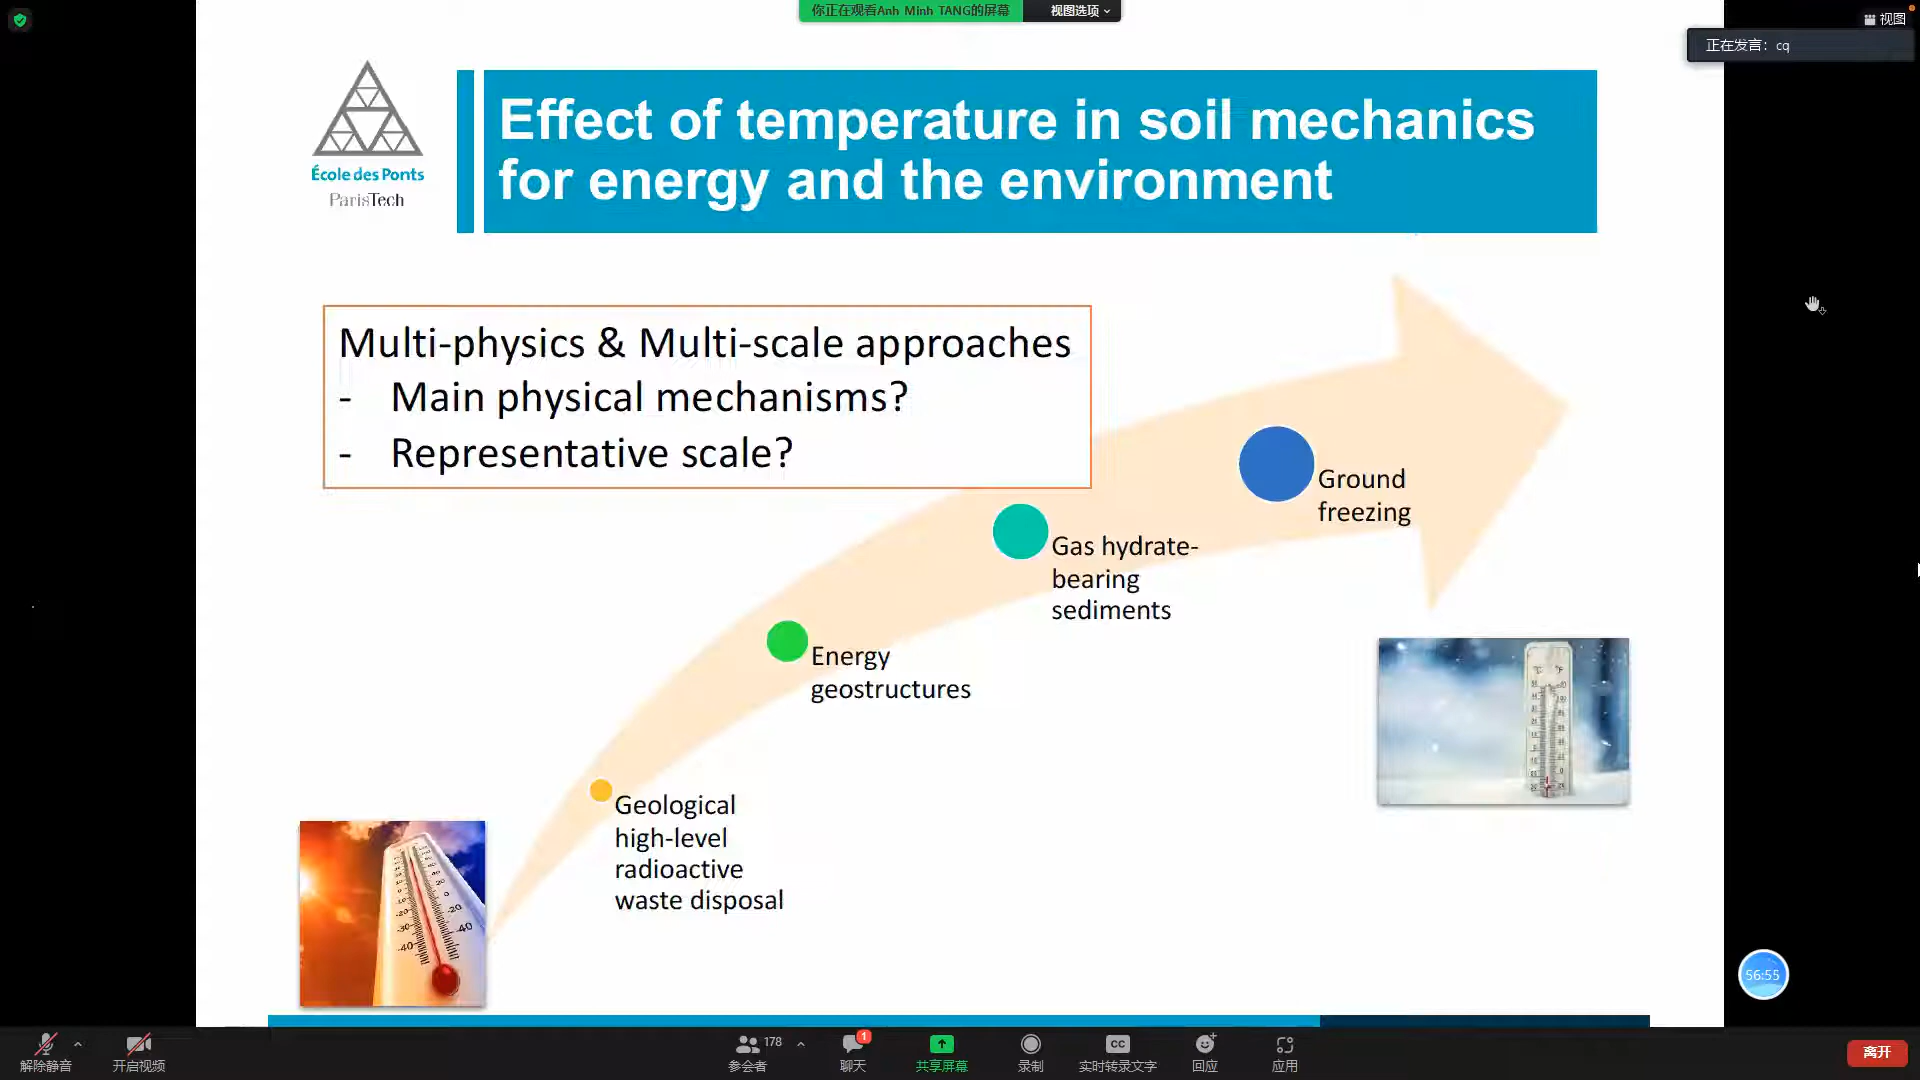 你正在观看Anh Minh TANG的屏幕
视图选项
视图
正在发言: cq
École des Ponts
ParisTech
Effect of temperature in soil mechanics
for energy and the environment
Multi-physics & Multi-scale approaches
- Main physical mechanisms?
- Representative scale?
Ground
freezing
Gas hydrate-
bearing
sediments
Energy
geostructures
Geological
high-level
radioactive
waste disposal
56:55
解除静音
开启视频
178
参会者
1
聊天
共享屏幕
录制
CC
实时转录文字
回应
应用
离开